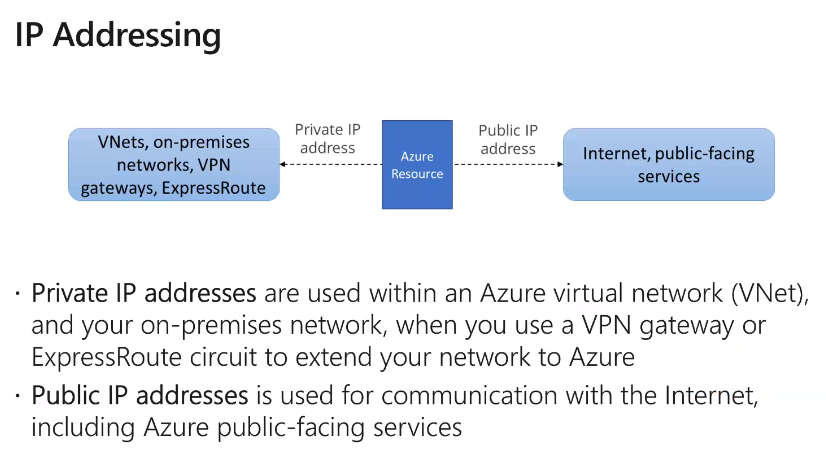 IP Addressing
VNets, on-premises
networks, VPN
gateways, ExpressRoute
Private IP
address
Azure
Resource
Public IP
address
Internet, public-facing
services
· Private IP addresses are used within an Azure virtual network (VNet),
and your on-premises network, when you use a VPN gateway or
ExpressRoute circuit to extend your network to Azure
· Public IP addresses is used for communication with the Internet,
including Azure public-facing services